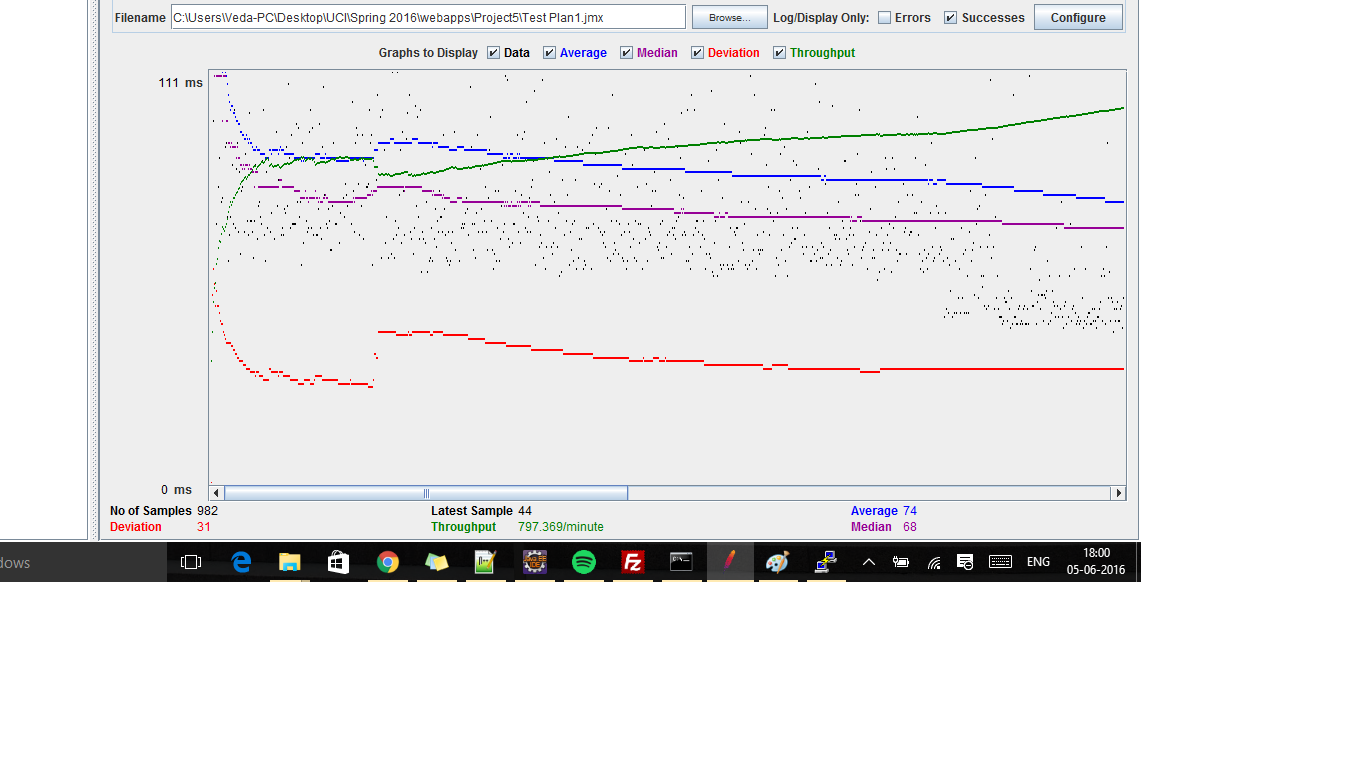 Filename C:\Users\Veda-PC\Desktop\UCI\Spring 2016\webapps\Project5\Test Plan1.jmx Browse... Log/Display Only: Errors Successes Configure
Graphs to Display Data Average Median Deviation Throughput
111 ms
0 ms
No of Samples 982 Latest Sample 44 Average 74
Deviation 31 Throughput 797.369/minute Median 68
dows ENG 18:00
05-06-2016